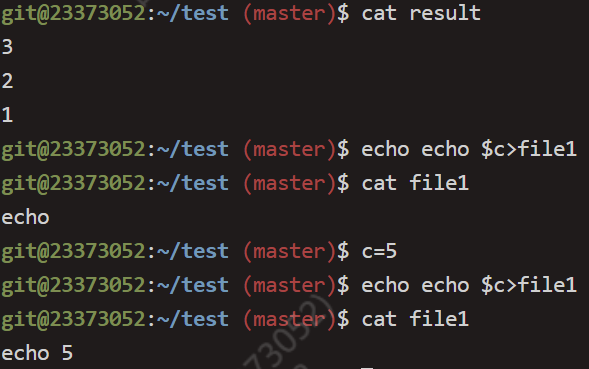 git@23373052:~/test (master)$ cat result
3
2
1
git@23373052:~/test (master)$ echo echo $c>file1
git@23373052:~/test (master)$ cat file1
echo
git@23373052:~/test (master)$ c=5
git@23373052:~/test (master)$ echo echo $c>file1
git@23373052:~/test (master)$ cat file1
echo 5
73052)